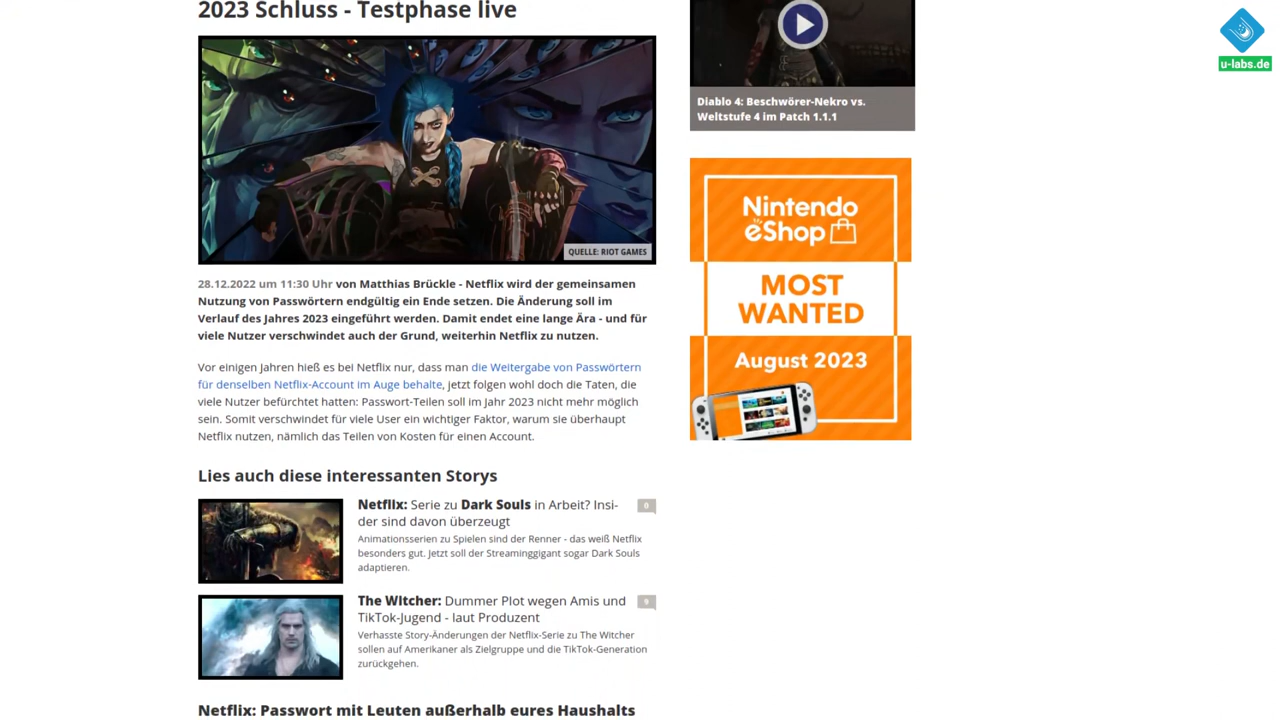 2023 Schluss - Testphase live
QUELLE: RIOT GAMES
28.12.2022 um 11:30 Uhr von Matthias Brückle - Netflix wird der gemeinsamen
Nutzung von Passwörtern endgültig ein Ende setzen. Die Änderung soll im
Verlauf des Jahres 2023 eingeführt werden. Damit endet eine lange Ära - und für
viele Nutzer verschwindet auch der Grund, weiterhin Netflix zu nutzen.
Vor einigen Jahren hieß es bei Netflix nur, dass man die Weitergabe von Passwörtern
für denselben Netflix-Account im Auge behalte, jetzt folgen wohl doch die Taten, die
viele Nutzer befürchtet hatten: Passwort-Teilen soll im Jahr 2023 nicht mehr möglich
sein. Somit verschwindet für viele User ein wichtiger Faktor, warum sie überhaupt
Netflix nutzen, nämlich das Teilen von Kosten für einen Account.
Lies auch diese interessanten Storys
Netflix: Serie zu Dark Souls in Arbeit? Insi-
der sind davon überzeugt
0
Animationsserien zu Spielen sind der Renner - das weiß Netflix
besonders gut. Jetzt soll der Streaminggigant sogar Dark Souls
adaptieren.
The Witcher: Dummer Plot wegen Amis und
TikTok-Jugend - laut Produzent
9
Verhasste Story-Änderungen der Netflix-Serie zu The Witcher
sollen auf Amerikaner als Zielgruppe und die TikTok-Generation
zurückgehen.
Netflix: Passwort mit Leuten außerhalb eures Haushalts
Diablo 4: Beschwörer-Nekro vs.
Weltstufe 4 im Patch 1.1.1
Nintendo
eShop
MOST
WANTED
August 2023
u-labs.de